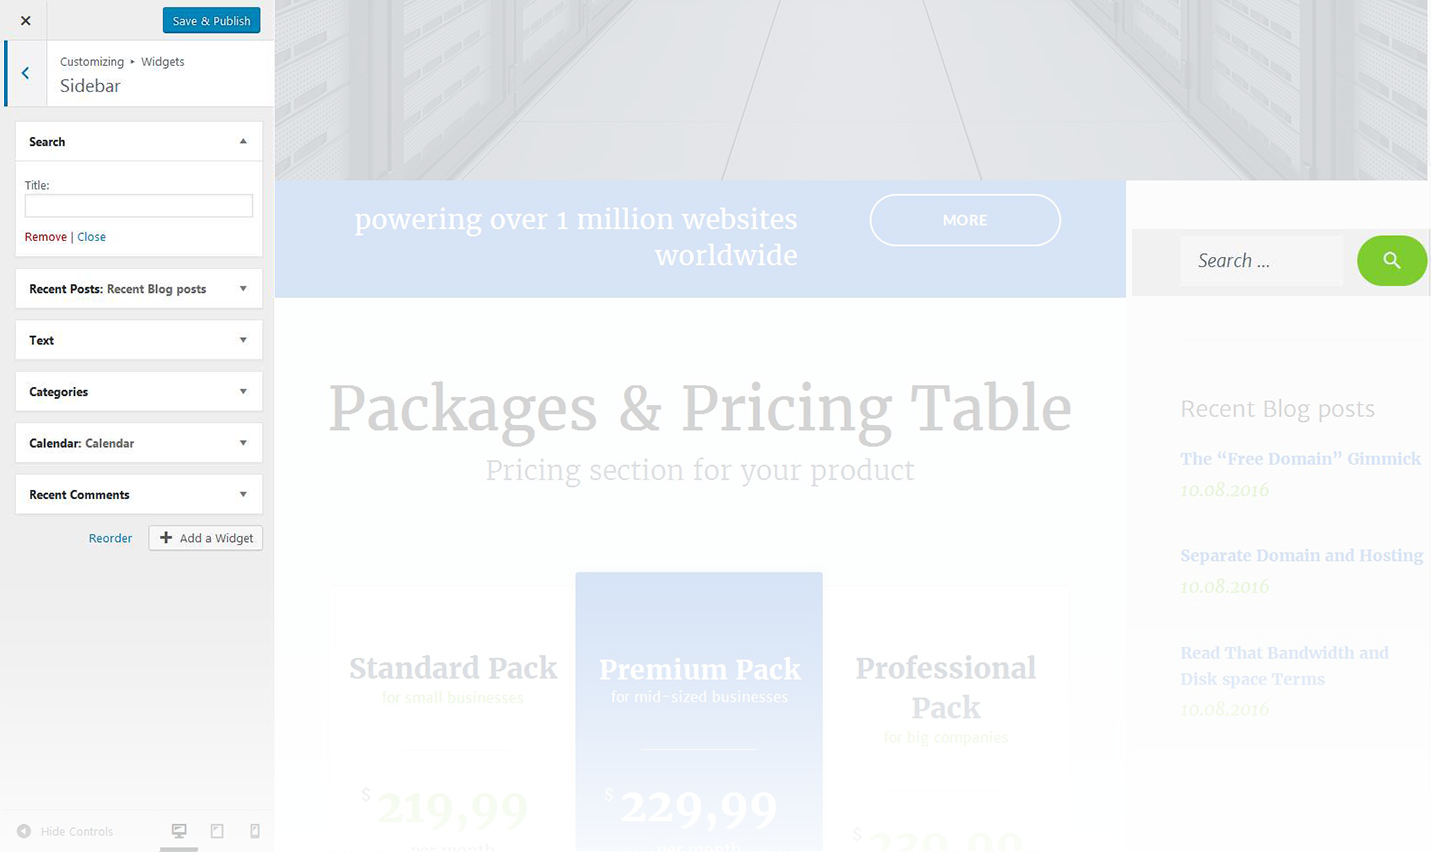 Save & Publish
Customizing ▸ Widgets
Sidebar
Search
Title:
Remove | Close
Recent Posts: Recent Blog posts
Text
Categories
Calendar: Calendar
Recent Comments
Reorder
Add a Widget
Hide Controls
powering over 1 million websites
worldwide
MORE
Packages & Pricing Table
Pricing section for your product
Standard Pack
for small businesses
$ 219,99
per month
Premium Pack
for mid-sized businesses
$ 229,99
per month
Professional
Pack
for big companies
$ 239,99
Search ...
Recent Blog posts
The “Free Domain” Gimmick
10.08.2016
Separate Domain and Hosting
10.08.2016
Read That Bandwidth and
Disk space Terms
10.08.2016